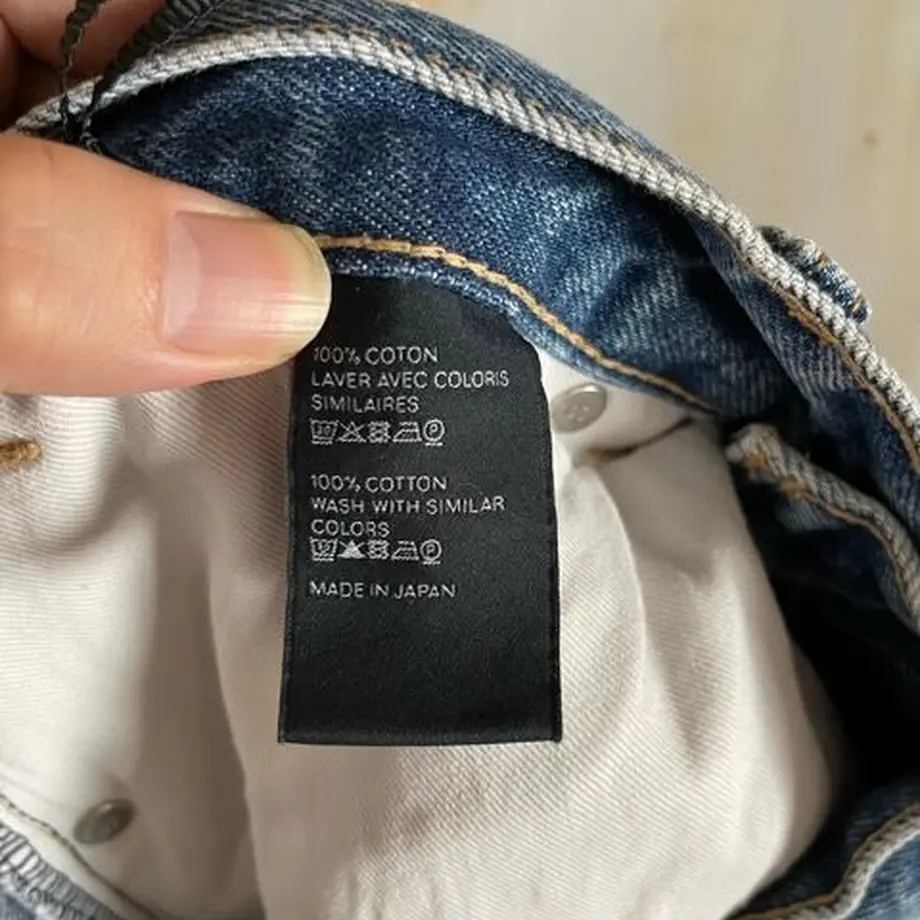 100% COTON
LAVER AVEC COLORIS
SIMILAIRES
100% COTTON
WASH WITH SIMILAR
COLORS
MADE IN JAPAN